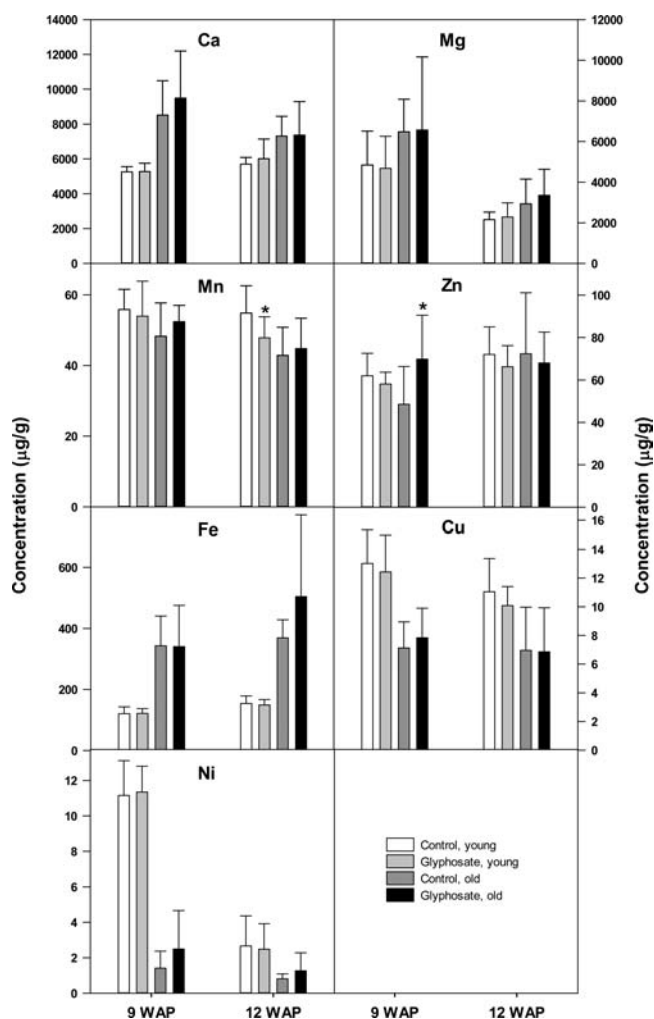 Ca
Mg
14000
12000
10000
8000
6000
4000
2000
0
12000
10000
8000
6000
4000
2000
0
Mn
Zn
60
40
20
0
*
*
100
80
60
40
20
0
Concentration (µg/g)
Concentration (µg/g)
Fe
Cu
600
400
200
0
16
14
12
10
8
6
4
2
0
Ni
12
10
8
6
4
2
0
Control, young
Glyphosate, young
Control, old
Glyphosate, old
9 WAP
12 WAP
9 WAP
12 WAP